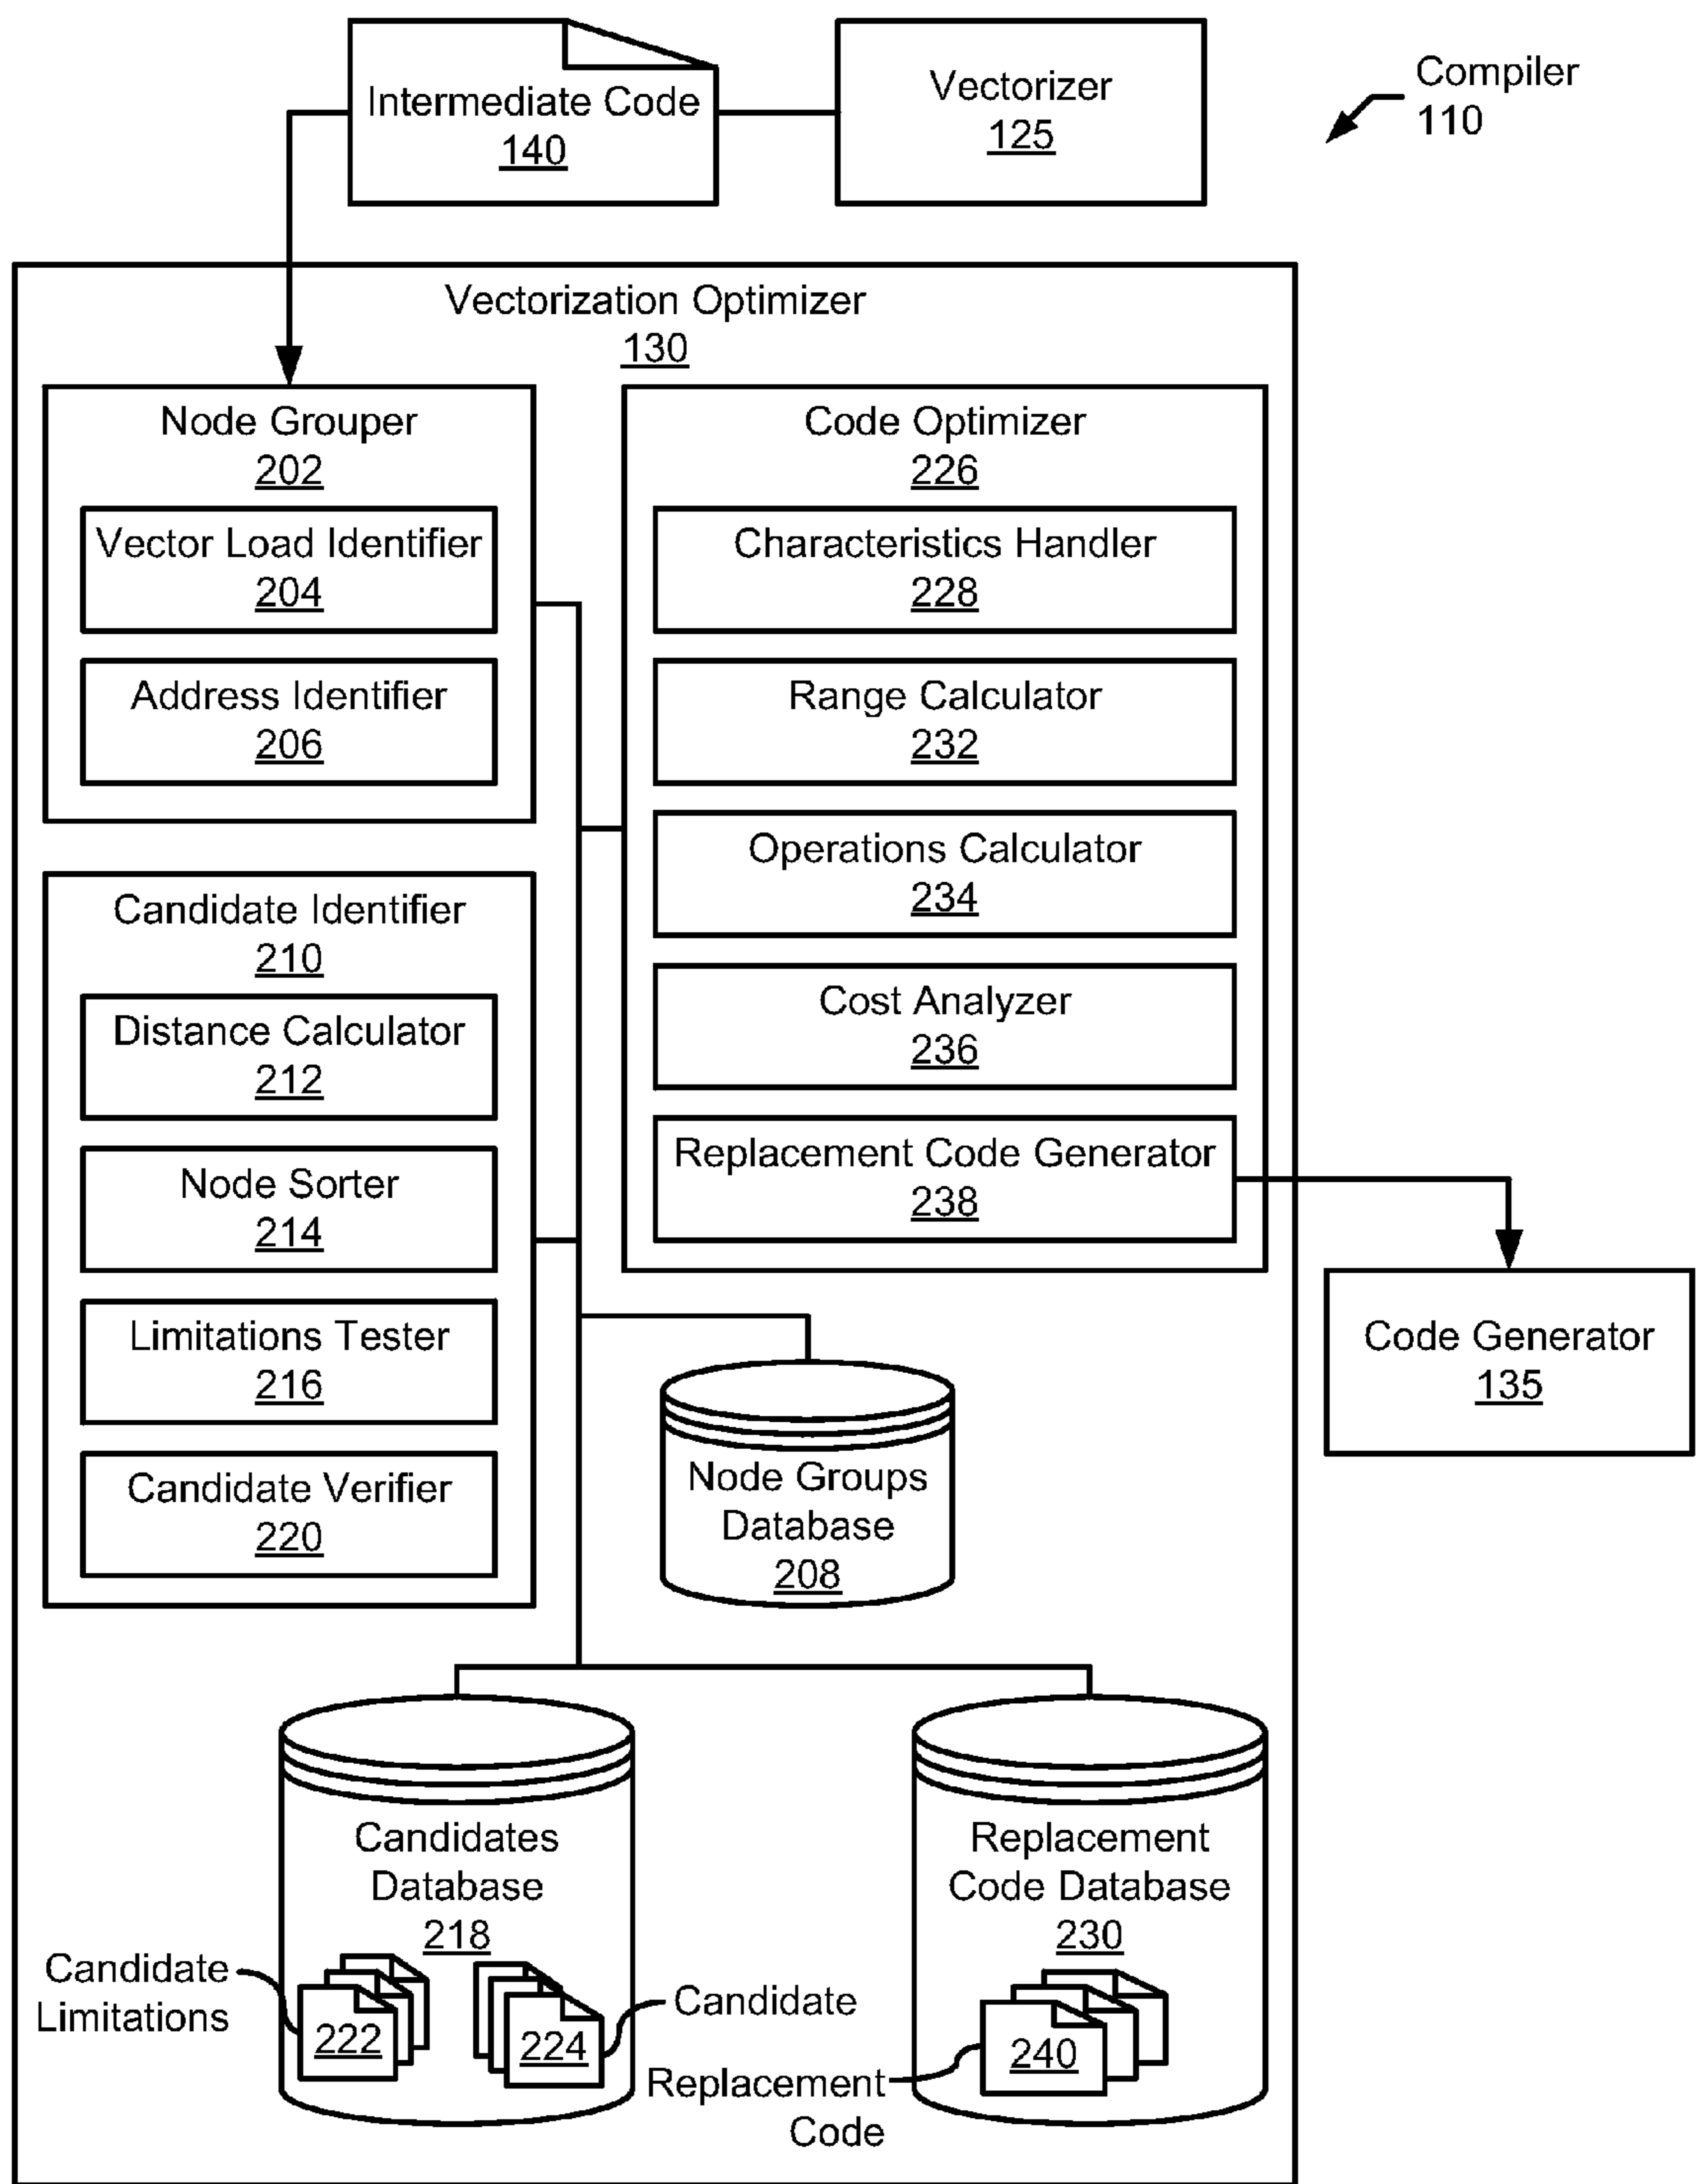 Intermediate Code
140
Vectorizer
125
Compiler
110
Vectorization Optimizer
130
Node Grouper
202
Vector Load Identifier
204
Address Identifier
206
Candidate Identifier
210
Distance Calculator
212
Node Sorter
214
Limitations Tester
216
Candidate Verifier
220
Code Optimizer
226
Characteristics Handler
228
Range Calculator
232
Operations Calculator
234
Cost Analyzer
236
Replacement Code Generator
238
Code Generator
135
Node Groups
Database
208
Candidates
Database
218
Candidate
Limitations
222
224
Candidate
Replacement
Code Database
230
240
Replacement
Code